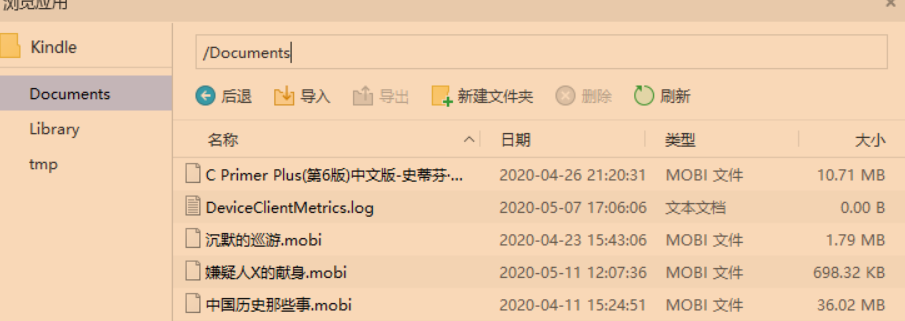 浏览应用
Kindle
/Documents
Documents
Library
tmp
后退 导入 导出 新建文件夹 删除 刷新
名称 日期 类型 大小
C Primer Plus(第6版)中文版-史蒂芬·... 2020-04-26 21:20:31 MOBI 文件 10.71 MB
DeviceClientMetrics.log 2020-05-07 17:06:06 文本文档 0.00 B
沉默的巡游.mobi 2020-04-23 15:43:06 MOBI 文件 1.79 MB
嫌疑人X的献身.mobi 2020-05-11 12:07:36 MOBI 文件 698.32 KB
中国历史那些事.mobi 2020-04-11 15:24:51 MOBI 文件 36.02 MB